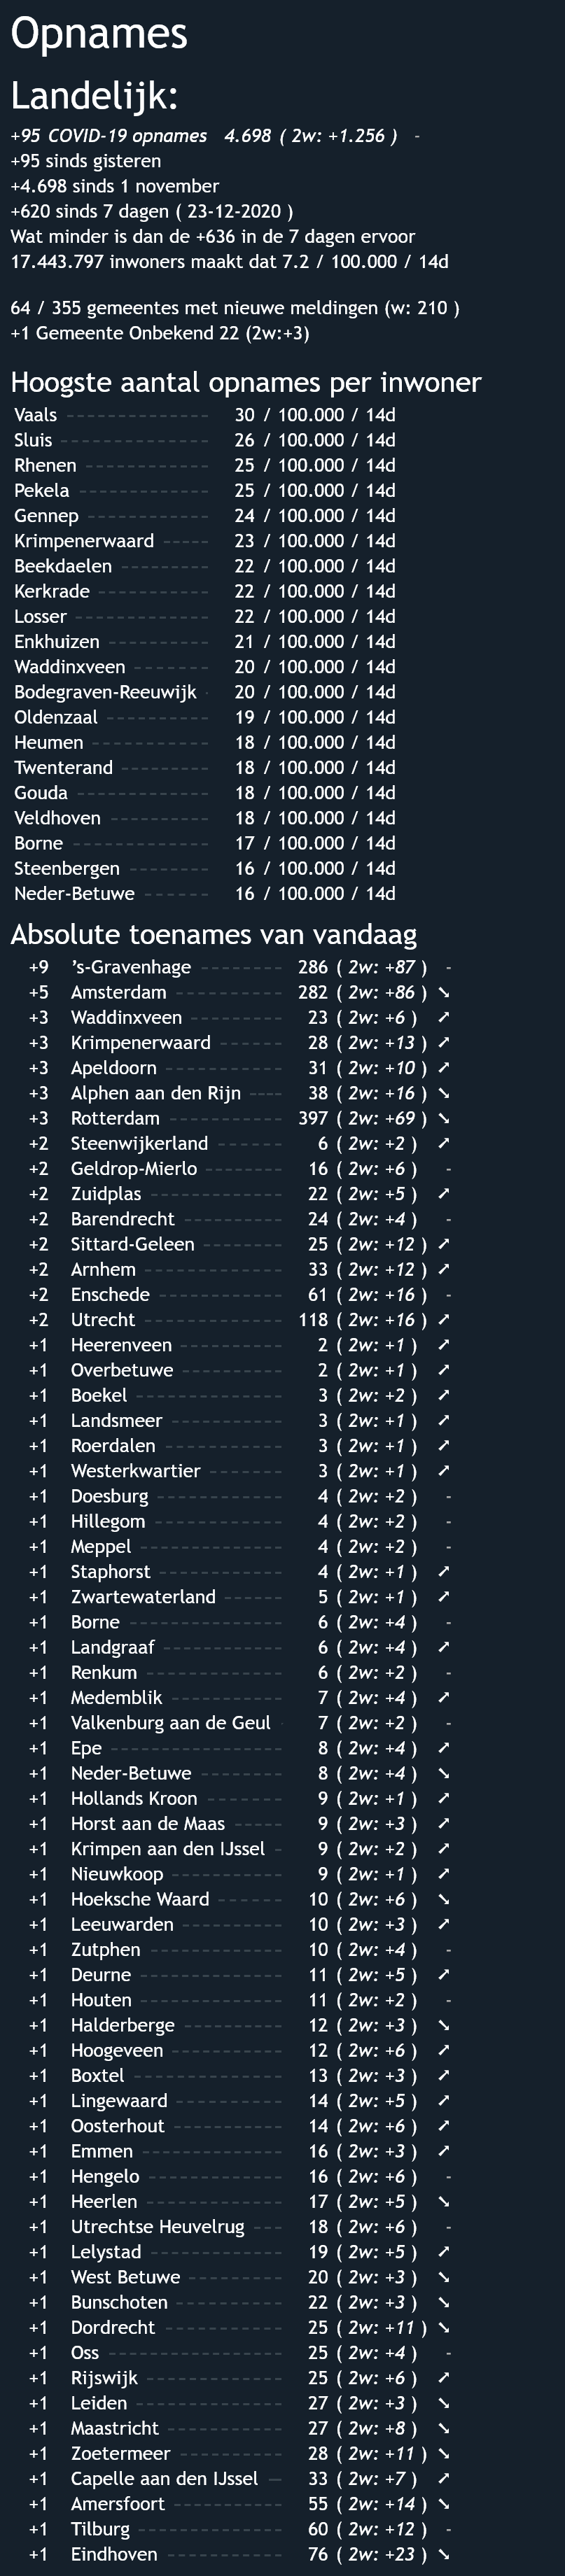 Opnames
Landelijk:
+95 COVID-19 opnames 4.698 ( 2w: +1.256 ) -
+95 sinds gisteren
+4.698 sinds 1 november
+620 sinds 7 dagen ( 23-12-2020 )
Wat minder is dan de +636 in de 7 dagen ervoor
17.443.797 inwoners maakt dat 7.2 / 100.000 / 14d
64 / 355 gemeentes met nieuwe meldingen (w: 210 )
+1 Gemeente Onbekend 22 (2w:+3)
Hoogste aantal opnames per inwoner
Vaals -------------- 30 / 100.000 / 14d
Sluis --------------- 26 / 100.000 / 14d
Rhenen ------------ 25 / 100.000 / 14d
Pekela ------------- 25 / 100.000 / 14d
Gennep ------------ 24 / 100.000 / 14d
Krimpenerwaard ----- 23 / 100.000 / 14d
Beekdaelen --------- 22 / 100.000 / 14d
Kerkrade ----------- 22 / 100.000 / 14d
Losser ------------- 22 / 100.000 / 14d
Enkhuizen ---------- 21 / 100.000 / 14d
Waddinxveen ------- 20 / 100.000 / 14d
Bodegraven-Reeuwijk - 20 / 100.000 / 14d
Oldenzaal ---------- 19 / 100.000 / 14d
Heumen ------------ 18 / 100.000 / 14d
Twenterand --------- 18 / 100.000 / 14d
Gouda ------------- 18 / 100.000 / 14d
Veldhoven ---------- 18 / 100.000 / 14d
Borne -------------- 17 / 100.000 / 14d
Steenbergen -------- 16 / 100.000 / 14d
Neder-Betuwe ------ 16 / 100.000 / 14d
Absolute toenames van vandaag
+9 's-Gravenhage -------- 286 ( 2w: +87 ) -
+5 Amsterdam ----------- 282 ( 2w: +86 ) ➘
+3 Waddinxveen --------- 23 ( 2w: +6 ) ➚
+3 Krimpenerwaard ------ 28 ( 2w: +13 ) ➚
+3 Apeldoorn ----------- 31 ( 2w: +10 ) ➚
+3 Alphen aan den Rijn ---- 38 ( 2w: +16 ) ➘
+3 Rotterdam ----------- 397 ( 2w: +69 ) ➘
+2 Steenwijkerland ------ 6 ( 2w: +2 ) ➚
+2 Geldrop-Mierlo -------- 16 ( 2w: +6 ) -
+2 Zuidplas ------------- 22 ( 2w: +5 ) ➚
+2 Barendrecht ---------- 24 ( 2w: +4 ) -
+2 Sittard-Geleen -------- 25 ( 2w: +12 ) ➚
+2 Arnhem -------------- 33 ( 2w: +12 ) ➚
+2 Enschede ------------ 61 ( 2w: +16 ) -
+2 Utrecht -------------- 118 ( 2w: +16 ) ➚
+1 Heerenveen ---------- 2 ( 2w: +1 ) ➚
+1 Overbetuwe ---------- 2 ( 2w: +1 ) ➚
+1 Boekel --------------- 3 ( 2w: +2 ) ➚
+1 Landsmeer ----------- 3 ( 2w: +1 ) ➚
+1 Roerdalen ------------ 3 ( 2w: +1 ) ➚
+1 Westerkwartier -------- 3 ( 2w: +1 ) ➚
+1 Doesburg ------------- 4 ( 2w: +2 ) -
+1 Hillegom ------------- 4 ( 2w: +2 ) -
+1 Meppel -------------- 4 ( 2w: +2 ) -
+1 Staphorst ------------ 4 ( 2w: +1 ) ➚
+1 Zwartewaterland ------ 5 ( 2w: +1 ) ➚
+1 Borne --------------- 6 ( 2w: +4 ) -
+1 Landgraaf ------------ 6 ( 2w: +4 ) ➚
+1 Renkum -------------- 6 ( 2w: +2 ) -
+1 Medemblik ----------- 7 ( 2w: +4 ) ➚
+1 Valkenburg aan de Geul - 7 ( 2w: +2 ) -
+1 Epe ----------------- 8 ( 2w: +4 ) ➚
+1 Neder-Betuwe -------- 8 ( 2w: +4 ) ➘
+1 Hollands Kroon -------- 9 ( 2w: +1 ) ➚
+1 Horst aan de Maas ----- 9 ( 2w: +3 ) ➚
+1 Krimpen aan den IJssel - 9 ( 2w: +2 ) ➚
+1 Nieuwkoop ----------- 9 ( 2w: +1 ) ➚
+1 Hoeksche Waard ------ 10 ( 2w: +6 ) ➘
+1 Leeuwarden ---------- 10 ( 2w: +3 ) ➚
+1 Zutphen ------------- 10 ( 2w: +4 ) -
+1 Deurne -------------- 11 ( 2w: +5 ) ➚
+1 Houten -------------- 11 ( 2w: +2 ) -
+1 Halderberge ---------- 12 ( 2w: +3 ) ➘
+1 Hoogeveen ----------- 12 ( 2w: +6 ) ➚
+1 Boxtel --------------- 13 ( 2w: +3 ) ➚
+1 Lingewaard ----------- 14 ( 2w: +5 ) ➚
+1 Oosterhout ----------- 14 ( 2w: +6 ) ➚
+1 Emmen -------------- 16 ( 2w: +3 ) ➚
+1 Hengelo ------------- 16 ( 2w: +6 ) -
+1 Heerlen ------------- 17 ( 2w: +5 ) ➘
+1 Utrechtse Heuvelrug --- 18 ( 2w: +6 ) -
+1 Lelystad ------------- 19 ( 2w: +5 ) ➚
+1 West Betuwe --------- 20 ( 2w: +3 ) ➘
+1 Bunschoten ---------- 22 ( 2w: +3 ) ➘
+1 Dordrecht ------------ 25 ( 2w: +11 ) ➘
+1 Oss ----------------- 25 ( 2w: +4 ) -
+1 Rijswijk -------------- 25 ( 2w: +6 ) ➚
+1 Leiden --------------- 27 ( 2w: +3 ) ➘
+1 Maastricht ----------- 27 ( 2w: +8 ) ➘
+1 Zoetermeer ---------- 28 ( 2w: +11 ) ➘
+1 Capelle aan den IJssel -- 33 ( 2w: +7 ) ➚
+1 Amersfoort ----------- 55 ( 2w: +14 ) ➘
+1 Tilburg --------------- 60 ( 2w: +12 ) -
+1 Eindhoven ------------ 76 ( 2w: +23 ) ➘